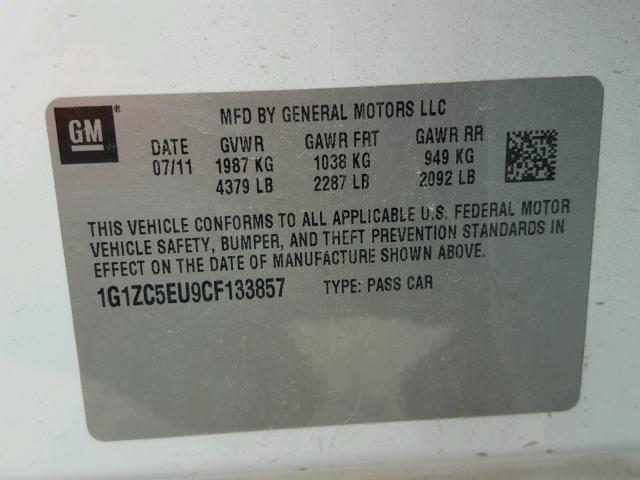 GM®
MFD BY GENERAL MOTORS LLC
DATE GVWR GAWR FRT GAWR RR
07/11 1987 KG 1038 KG 949 KG
4379 LB 2287 LB 2092 LB
THIS VEHICLE CONFORMS TO ALL APPLICABLE U.S. FEDERAL MOTOR
VEHICLE SAFETY, BUMPER, AND THEFT PREVENTION STANDARDS IN
EFFECT ON THE DATE OF MANUFACTURE SHOWN ABOVE.
1G1ZC5EU9CF133857 TYPE: PASS CAR